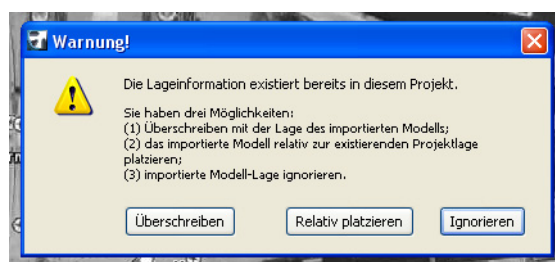 Warnung!
Die Lageinformation existiert bereits in diesem Projekt.
Sie haben drei Möglichkeiten:
(1) Überschreiben mit der Lage des importierten Modells;
(2) das importierte Modell relativ zur existierenden Projektlage
platzieren;
(3) importierte Modell-Lage ignorieren.
Überschreiben Relativ platzieren Ignorieren